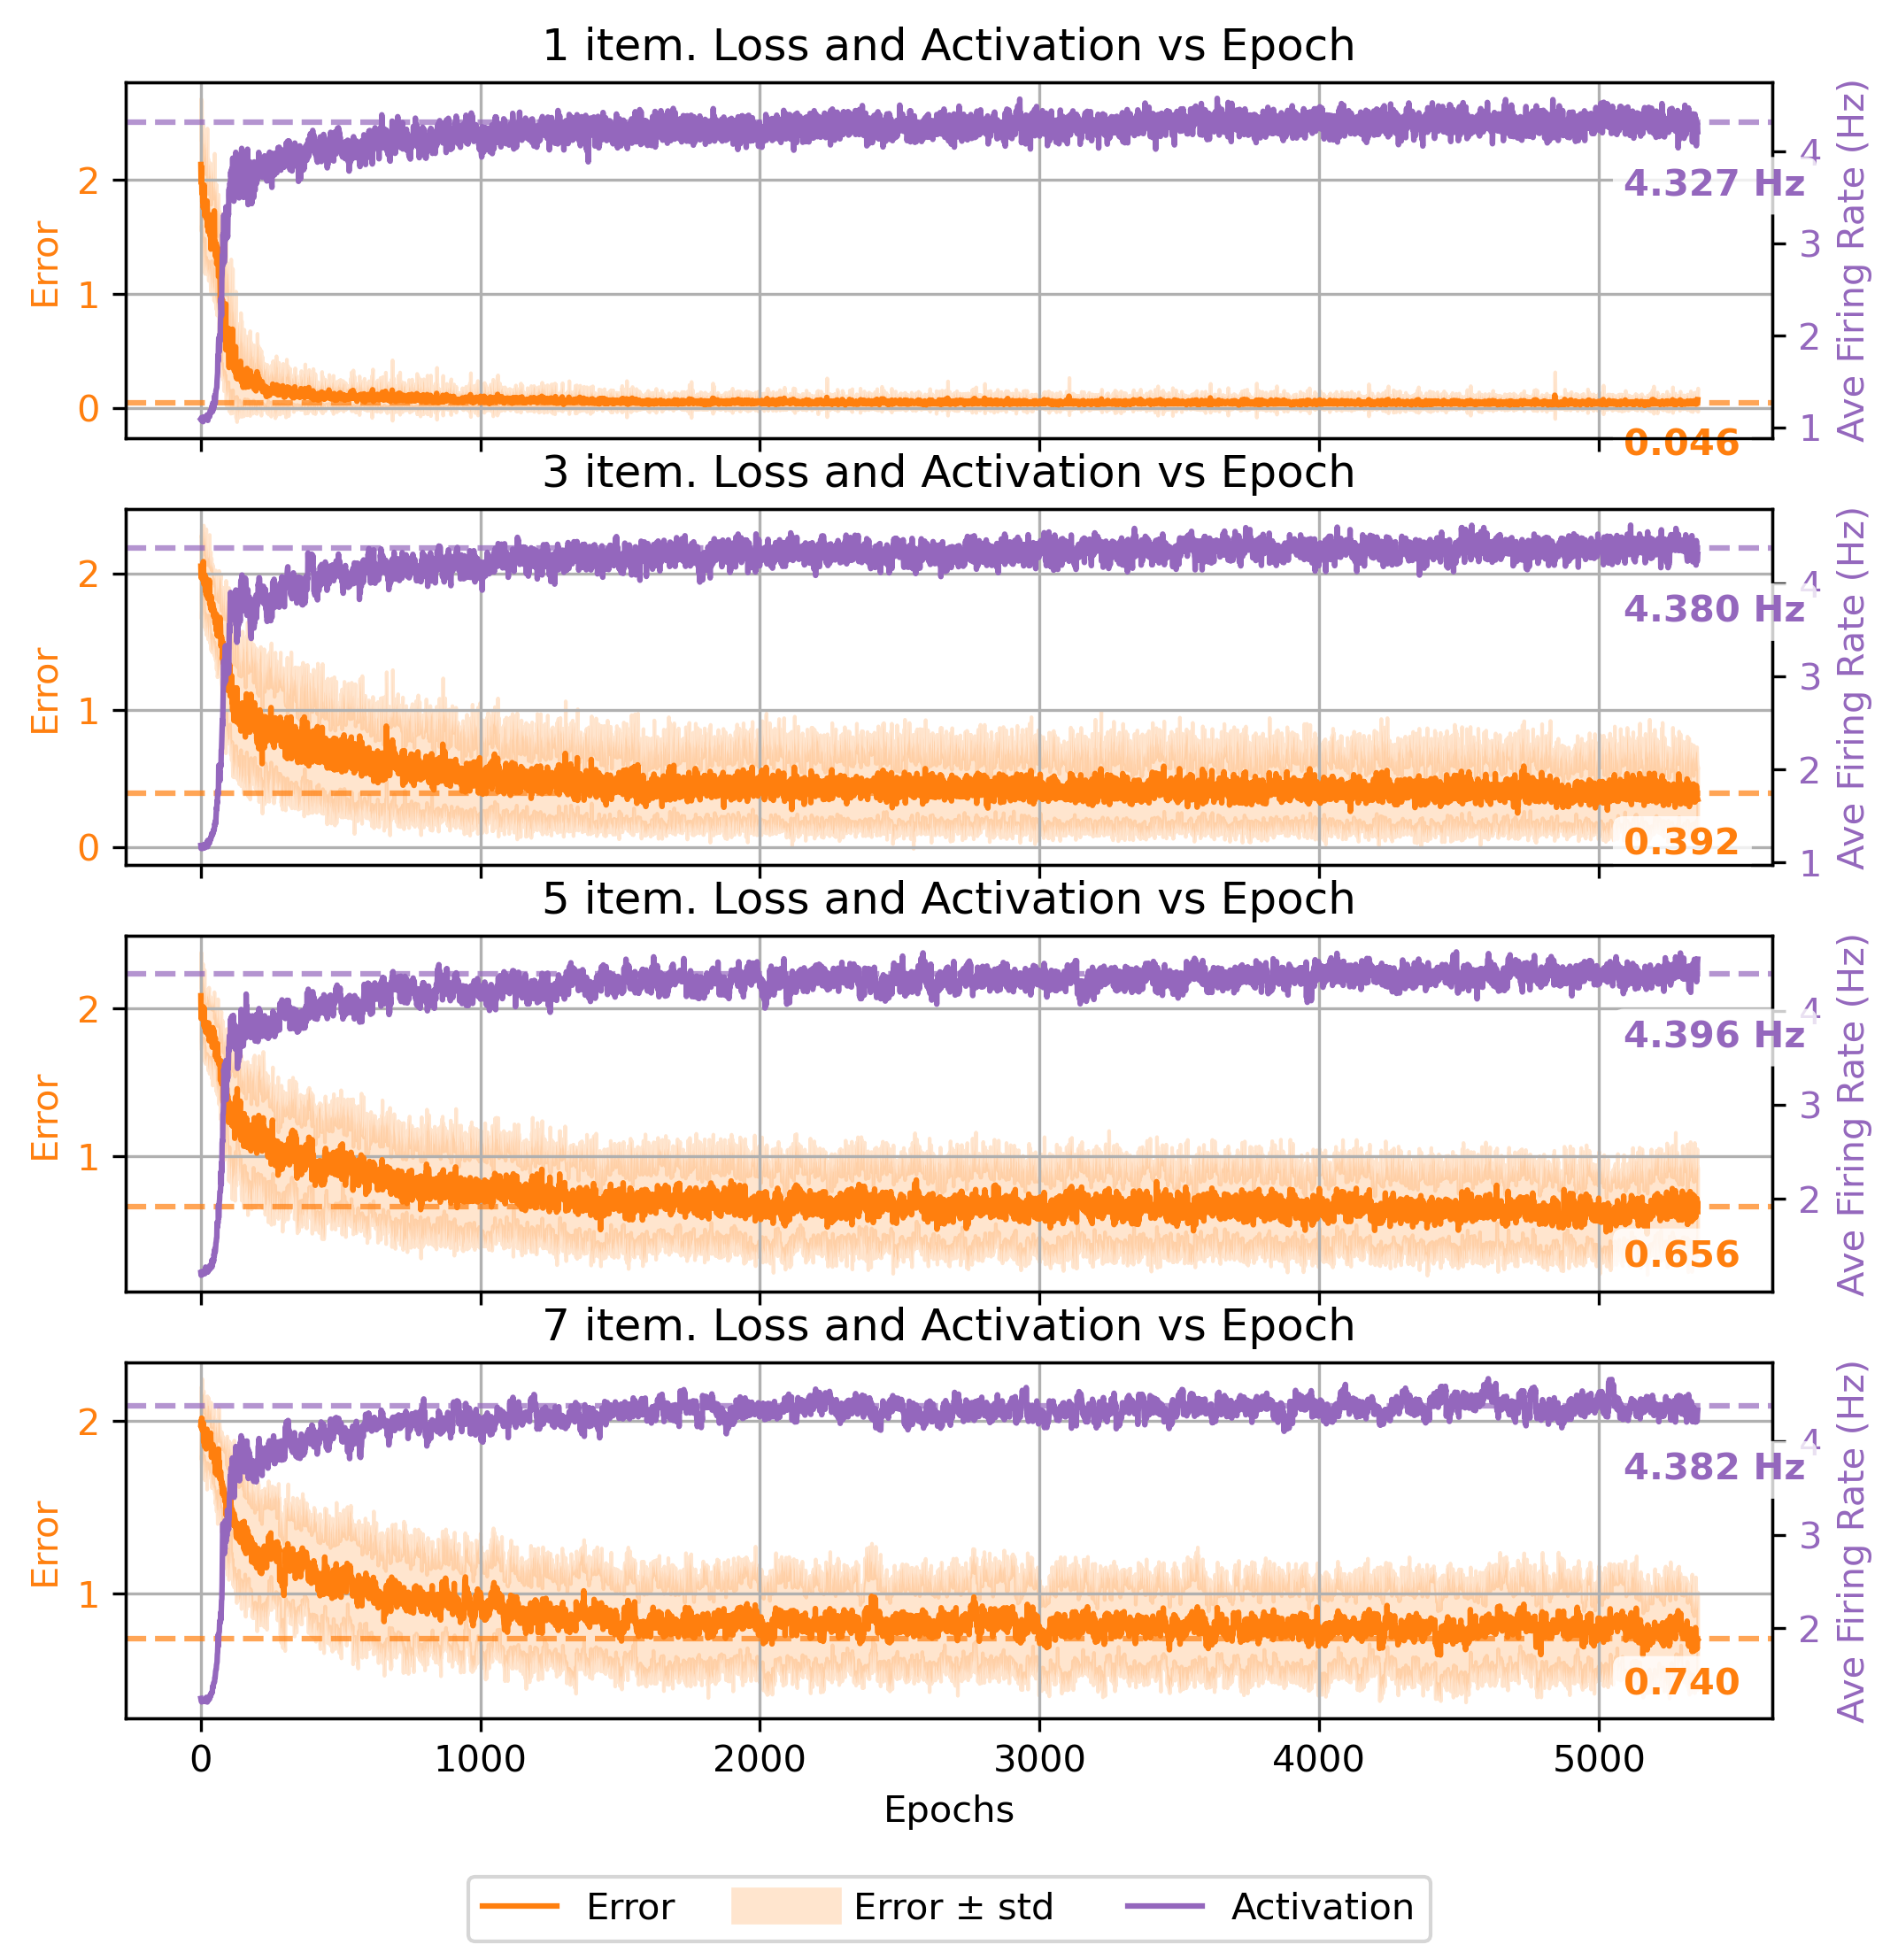 1 item. Loss and Activation vs Epoch
Error
2
1
0
4
3
2
1
Ave Firing Rate (Hz)
4.327 Hz
0.046
3 item. Loss and Activation vs Epoch
Error
2
1
0
4
3
2
1
Ave Firing Rate (Hz)
4.380 Hz
0.392
5 item. Loss and Activation vs Epoch
Error
2
1
4
3
2
Ave Firing Rate (Hz)
4.396 Hz
0.656
7 item. Loss and Activation vs Epoch
Error
2
1
4
3
2
Ave Firing Rate (Hz)
4.382 Hz
0.740
0 1000 2000 3000 4000 5000
Epochs
Error Error ± std Activation